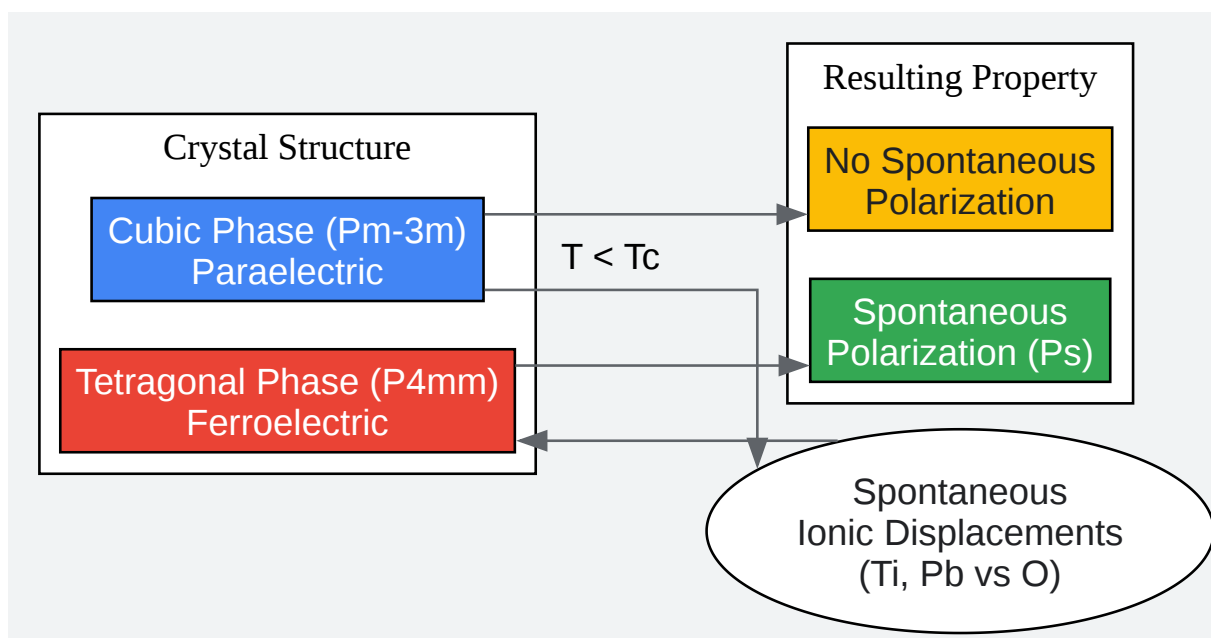 Crystal Structure
Cubic Phase (Pm-3m)
Paraelectric
Tetragonal Phase (P4mm)
Ferroelectric
T < Tc
Resulting Property
No Spontaneous
Polarization
Spontaneous
Polarization (Ps)
Spontaneous
Ionic Displacements
(Ti, Pb vs O)